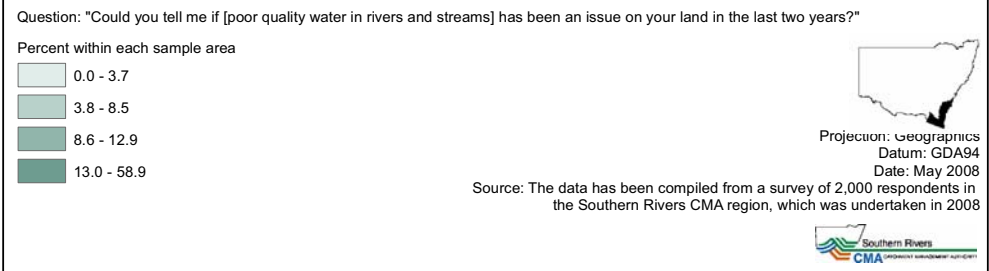 Question: "Could you tell me if [poor quality water in rivers and streams] has been an issue on your land in the last two years?"
Percent within each sample area
0.0 - 3.7
3.8 - 8.5
8.6 - 12.9
13.0 - 58.9
Projection: Geographics
Datum: GDA94
Date: May 2008
Source: The data has been compiled from a survey of 2,000 respondents in
the Southern Rivers CMA region, which was undertaken in 2008
Southern Rivers
CMA CATCHMENT MANAGEMENT AUTHORITY